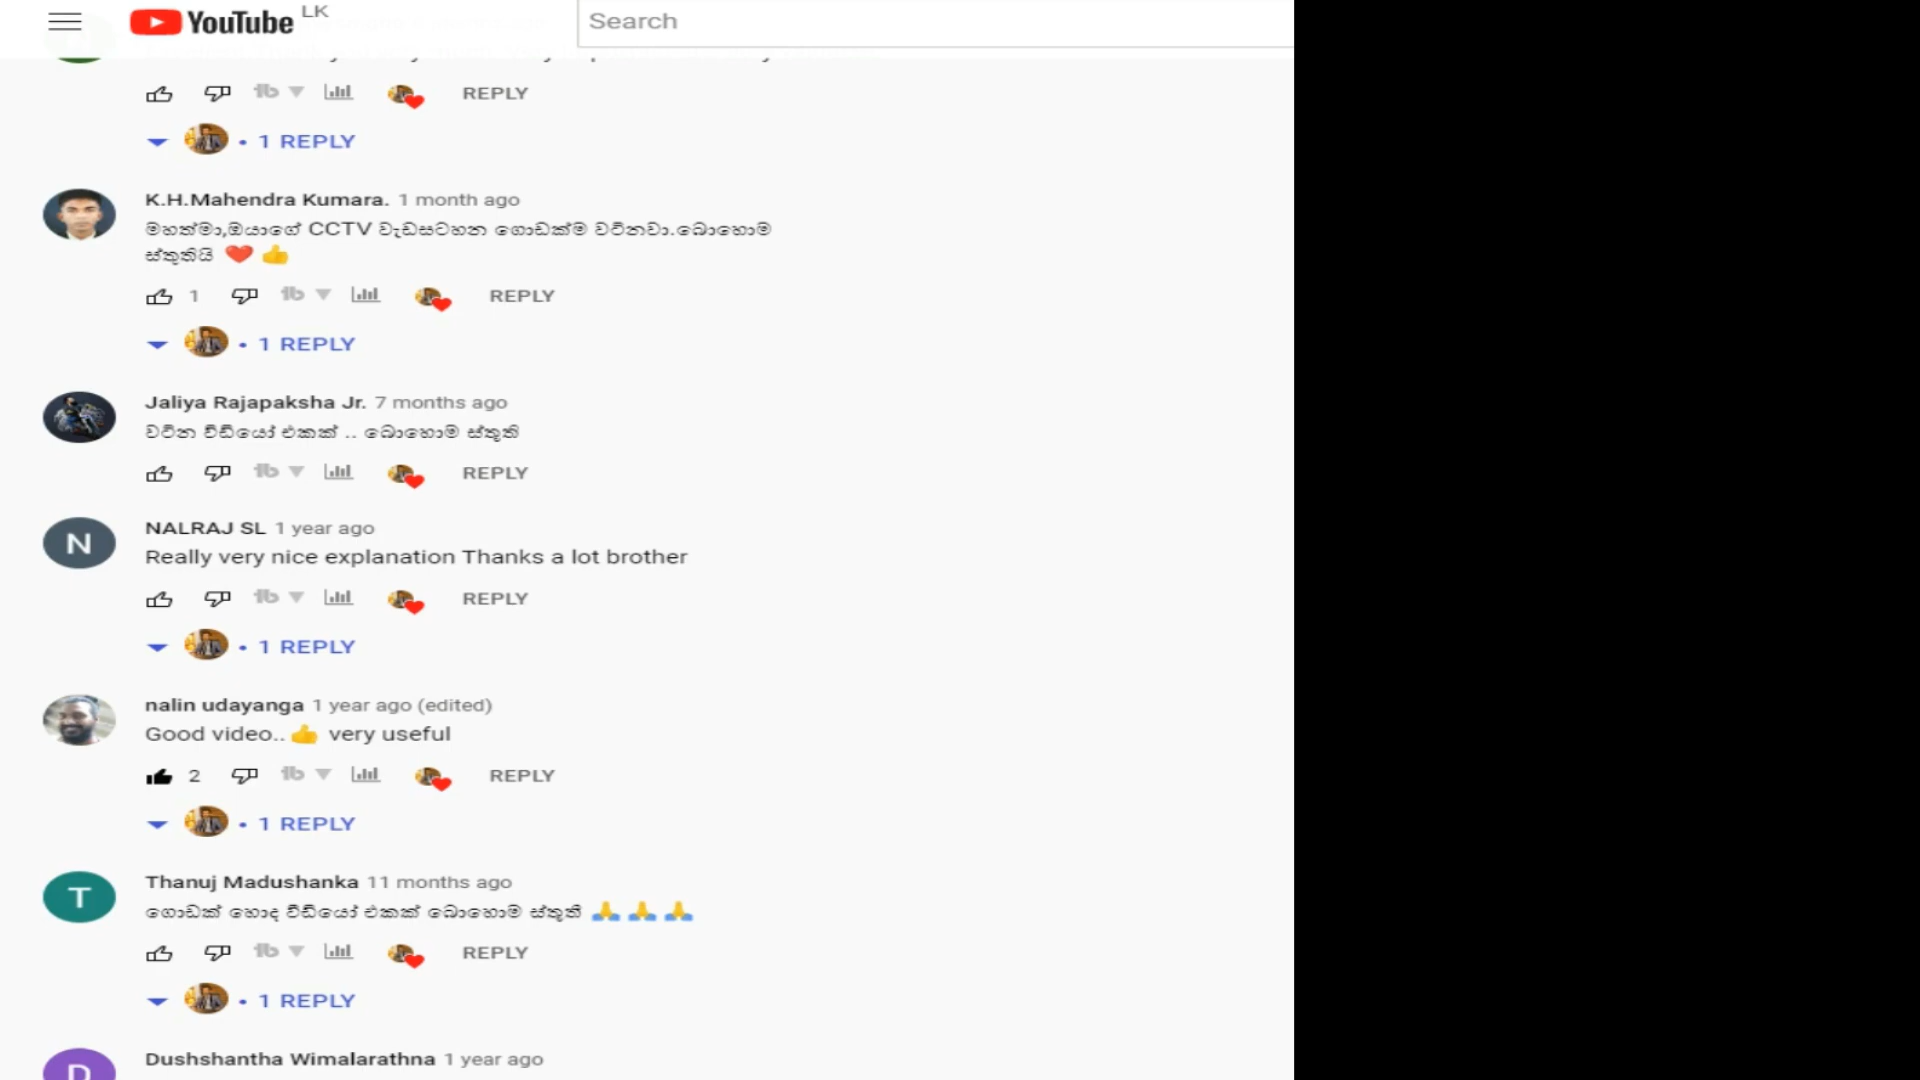 YouTube LK
Search
REPLY
• 1 REPLY
K.H.Mahendra Kumara. 1 month ago
මහත්මා,ඔයාගේ CCTV වැඩසටහන ගොඩක්ම වටිනවා.බොහොම
ස්තුතියි ❤️ 👍
1 REPLY
• 1 REPLY
Jaliya Rajapaksha Jr. 7 months ago
වටින වීඩියෝ එකක් .. බොහොම ස්තූති
REPLY
N
NALRAJ SL 1 year ago
Really very nice explanation Thanks a lot brother
REPLY
• 1 REPLY
nalin udayanga 1 year ago (edited)
Good video.. 👍 very useful
2 REPLY
• 1 REPLY
T
Thanuj Madushanka 11 months ago
ගොඩක් හොද වීඩියෝ එකක් බොහොම ස්තූතී 🙏 🙏 🙏
REPLY
• 1 REPLY
D
Dushshantha Wimalarathna 1 year ago